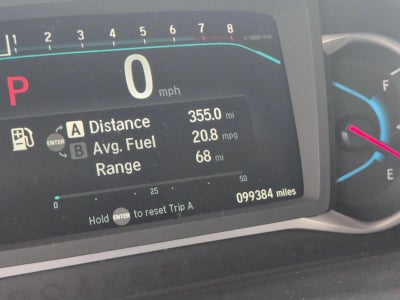 1 2 3 4 5 6 7 8 x 1000r/min
P 0 mph
A Distance 355.0 mi
ENTER B Avg. Fuel 20.8 mpg
Range 68 mi
0 25 50
Hold ENTER to reset Trip A
099384 miles
F
E